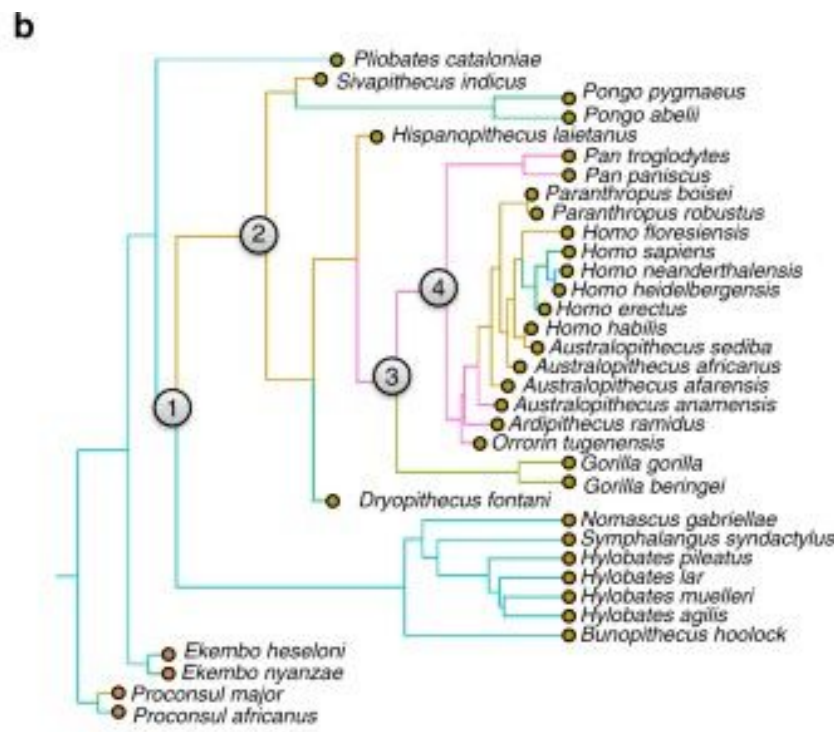 b
Pliobates cataloniae
Sivapithecus indicus
Pongo pygmaeus
Pongo abelii
Hispanopithecus laietanus
Pan troglodytes
Pan paniscus
Paranthropus boisei
Paranthropus robustus
Homo floresiensis
2
Homo sapiens
Homo neanderthalensis
4
Homo heidelbergensis
Homo erectus
Homo habilis
Australopithecus sediba
Australopithecus africanus
3
Australopithecus afarensis
1
Australopithecus anamensis
Ardipithecus ramidus
Orrorin tugenensis
Gorilla gorilla
Gorilla beringei
Dryopithecus fontani
Nomascus gabriellae
Symphalangus syndactylus
Hylobates pileatus
Hylobates lar
Hylobates muelleri
Hylobates agilis
Bunopithecus hoolock
Ekembo heseloni
Ekembo nyanzae
Proconsul major
Proconsul africanus